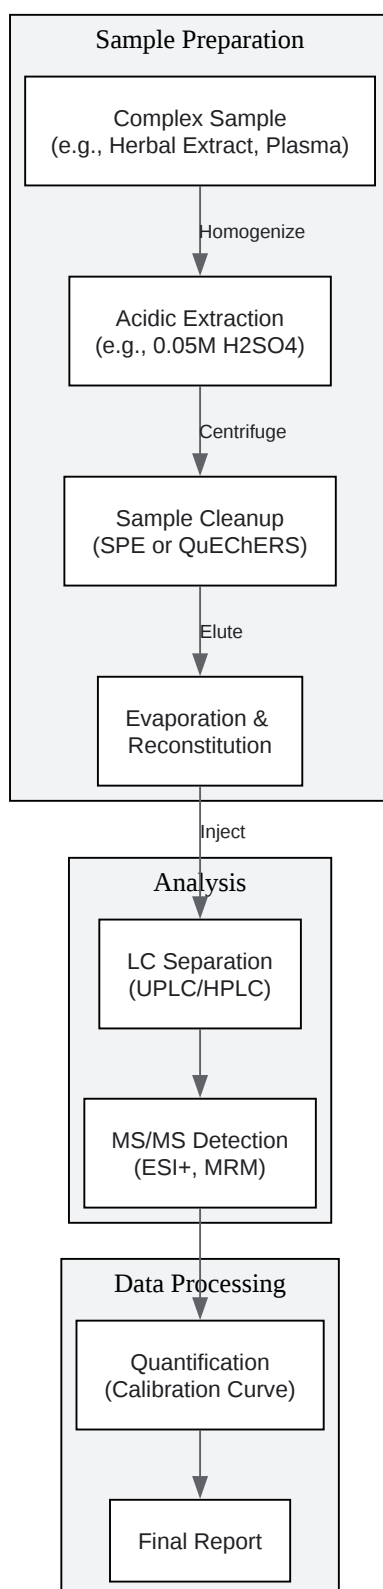 Sample Preparation
Complex Sample
(e.g., Herbal Extract, Plasma)
Homogenize
Acidic Extraction
(e.g., 0.05M H2SO4)
Centrifuge
Sample Cleanup
(SPE or QuEChERS)
Elute
Evaporation &
Reconstitution
Inject
Analysis
LC Separation
(UPLC/HPLC)
MS/MS Detection
(ESI+, MRM)
Data Processing
Quantification
(Calibration Curve)
Final Report